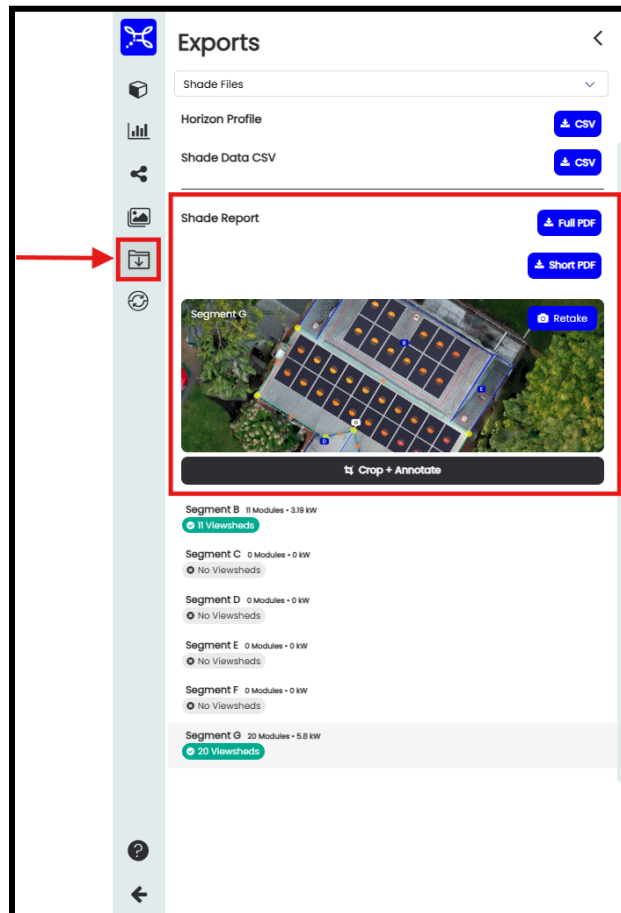 Exports
Shade Files
Horizon Profile
CSV
Shade Data CSV
CSV
Shade Report
Full PDF
Short PDF
Segment G
Retake
B
E
G
D
Crop + Annotate
Segment B 11 Modules • 3.19 kW
11 Viewsheds
Segment C 0 Modules • 0 kW
No Viewsheds
Segment D 0 Modules • 0 kW
No Viewsheds
Segment E 0 Modules • 0 kW
No Viewsheds
Segment F 0 Modules • 0 kW
No Viewsheds
Segment G 20 Modules • 5.8 kW
20 Viewsheds
?